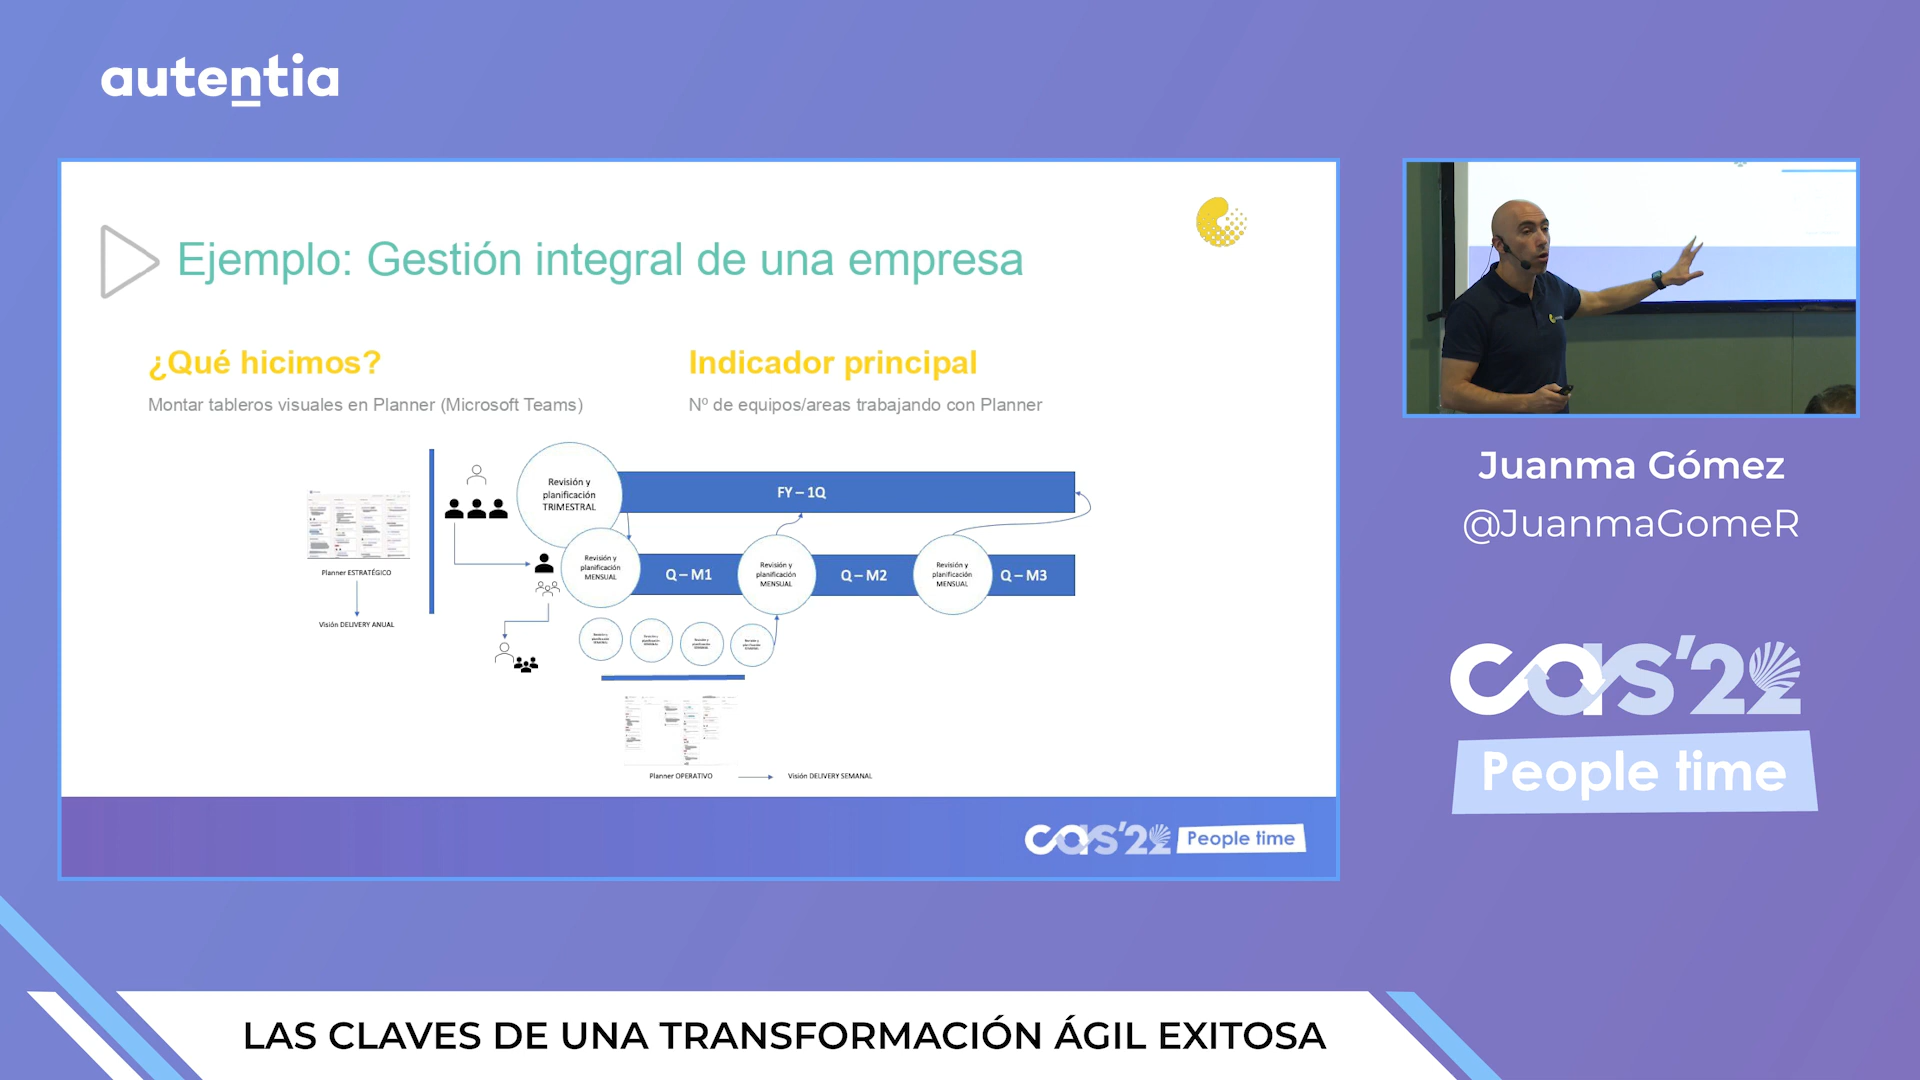 autentia
Ejemplo: Gestión integral de una empresa
¿Qué hicimos?
Montar tableros visuales en Planner (Microsoft Teams)
Indicador principal
Nº de equipos/areas trabajando con Planner
Revisión y
planificación
TRIMESTRAL
FY – 1Q
Planner ESTRATÉGICO
Visión DELIVERY ANUAL
Revisión y
planificación
MENSUAL
Q – M1
Revisión y
planificación
MENSUAL
Q – M2
Revisión y
planificación
MENSUAL
Q – M3
Planner OPERATIVO
Visión DELIVERY SEMANAL
cas'22
People time
Juanma Gómez
@JuanmaGomeR
cas'22
People time
LAS CLAVES DE UNA TRANSFORMACIÓN ÁGIL EXITOSA